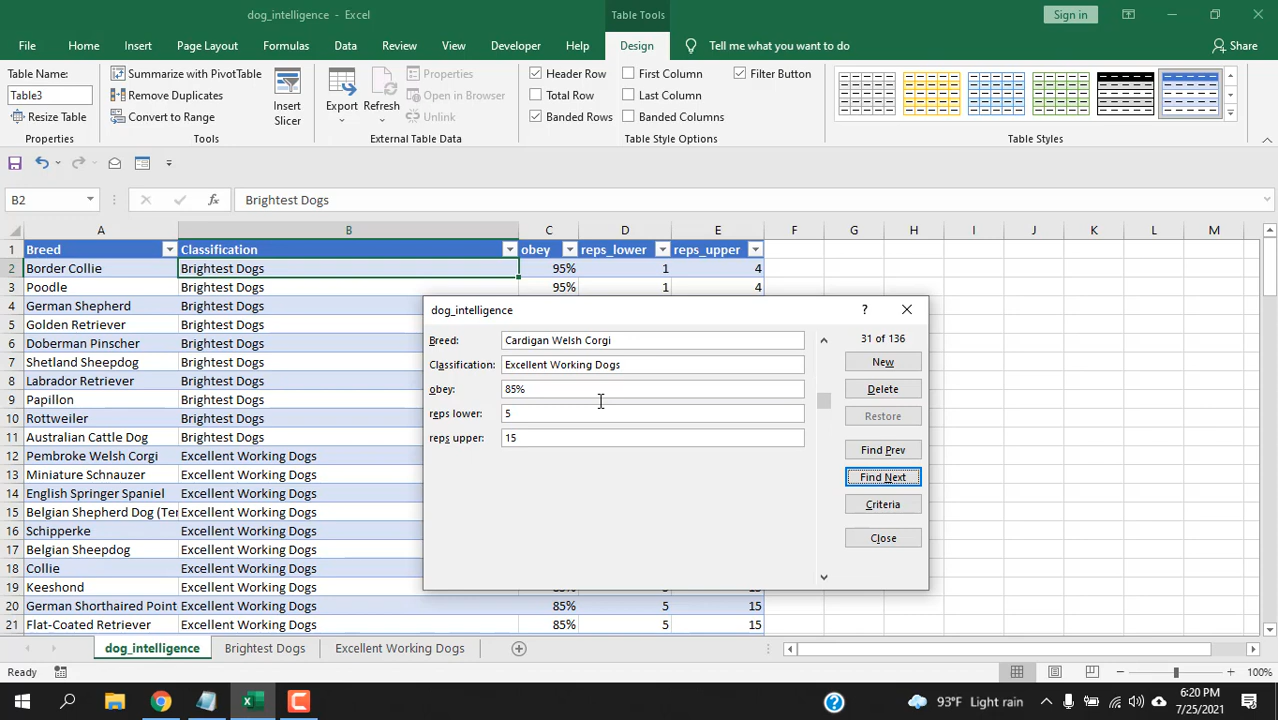 dog_intelligence - Excel
Table Tools
Sign in
File Home Insert Page Layout Formulas Data Review View Developer Help Design Tell me what you want to do Share
Table Name:
Table3
Resize Table
Properties
Summarize with PivotTable
Remove Duplicates
Convert to Range
Tools
Insert
Slicer
Export
Refresh
Properties
Open in Browser
Unlink
External Table Data
Header Row
Total Row
Banded Rows
First Column
Last Column
Banded Columns
Filter Button
Table Style Options
Table Styles
B2 fx Brightest Dogs
A B C D E F G H I J K L M
1 Breed Classification obey reps_lower reps_upper
2 Border Collie Brightest Dogs 95% 1 4
3 Poodle Brightest Dogs 95% 1 4
4 German Shepherd Brightest Dogs
5 Golden Retriever Brightest Dogs
6 Doberman Pinscher Brightest Dogs
7 Shetland Sheepdog Brightest Dogs
8 Labrador Retriever Brightest Dogs
9 Papillon Brightest Dogs
10 Rottweiler Brightest Dogs
11 Australian Cattle Dog Brightest Dogs
12 Pembroke Welsh Corgi Excellent Working Dogs
13 Miniature Schnauzer Excellent Working Dogs
14 English Springer Spaniel Excellent Working Dogs
15 Belgian Shepherd Dog (Ter Excellent Working Dogs
16 Schipperke Excellent Working Dogs
17 Belgian Sheepdog Excellent Working Dogs
18 Collie Excellent Working Dogs
19 Keeshond Excellent Working Dogs 85% 5 15
20 German Shorthaired Point Excellent Working Dogs 85% 5 15
21 Flat-Coated Retriever Excellent Working Dogs 85% 5 15
dog_intelligence ?
Breed: Cardigan Welsh Corgi
Classification: Excellent Working Dogs
obey: 85%
reps lower: 5
reps upper: 15
31 of 136
New
Delete
Restore
Find Prev
Find Next
Criteria
Close
dog_intelligence Brightest Dogs Excellent Working Dogs
Ready
100%
93°F Light rain
6:20 PM
7/25/2021